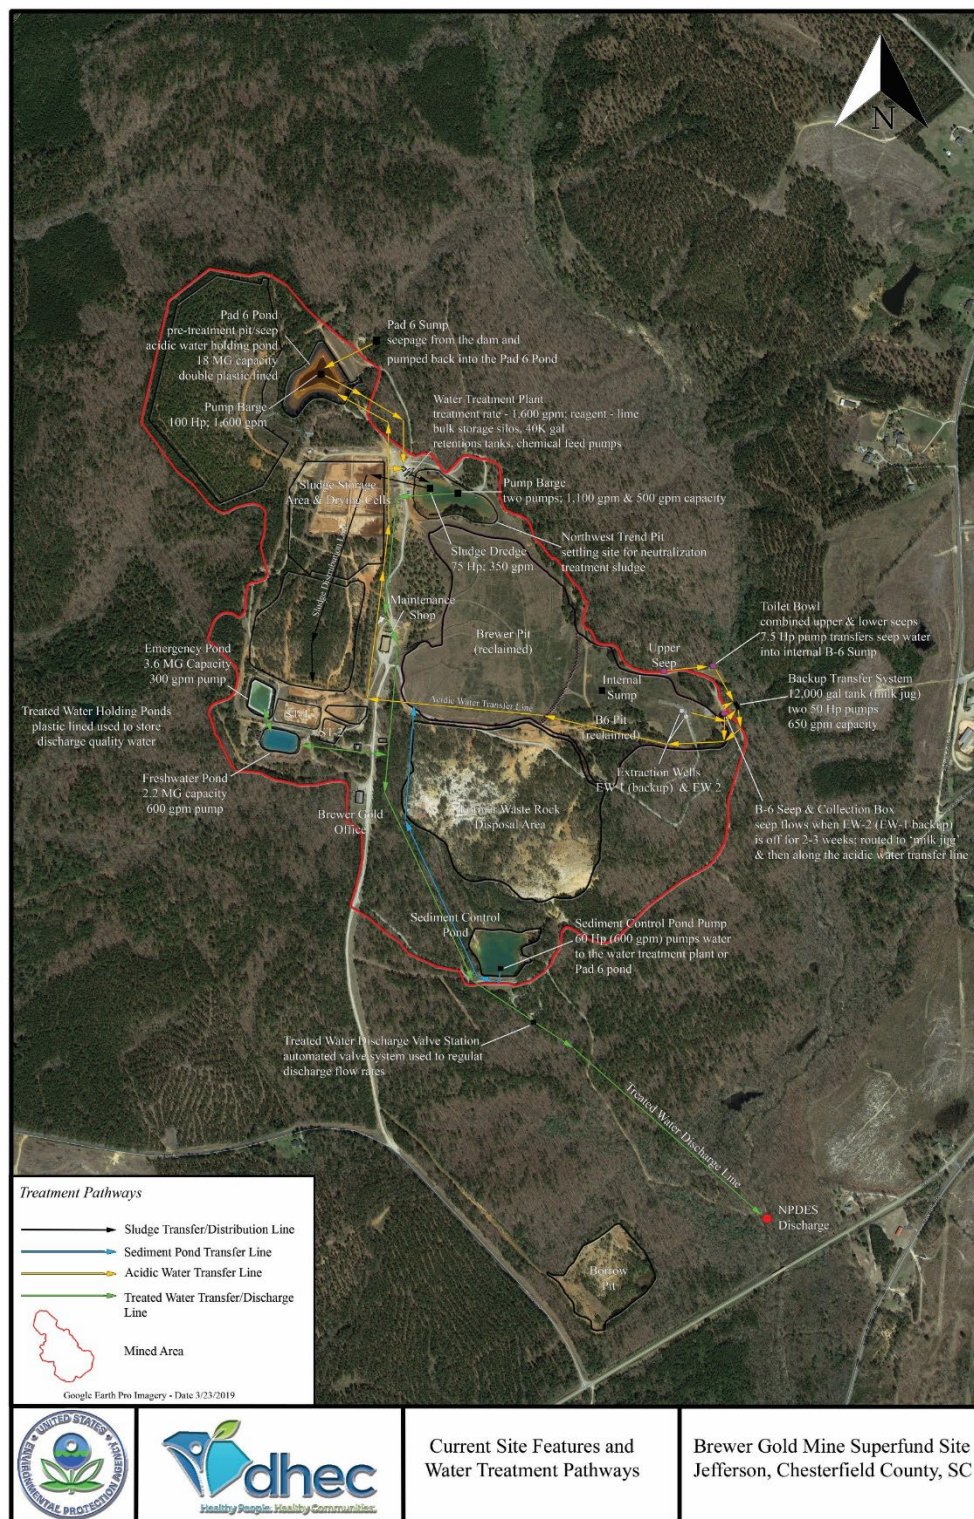 N
Pad 6 Pond
pre-treatment pit/seep
acidic water holding pond
18 MG capacity
double plastic lined
Pump Barge
100 Hp; 1,600 gpm
Pad 6 Sump
seepage from the dam and
pumped back into the Pad 6 Pond
Water Treatment Plant
treatment rate - 1,600 gpm; reagent - lime
bulk storage silos, 40K gal
retentions tanks, chemical feed pumps
Sludge Storage
Area & Drying Cells
Pump Barge
two pumps; 1,100 gpm & 500 gpm capacity
Sludge Dredge
75 Hp; 350 gpm
Northwest Trend Pit
settling site for neutralizaton
treatment sludge
Sludge Distribution Line
Maintenance
Shop
Brewer Pit
(reclaimed)
Upper
Seep
Toilet Bowl
combined upper & lower seeps
7.5 Hp pump transfers seep water
into internal B-6 Sump
Emergency Pond
3.6 MG Capacity
300 gpm pump
Internal
Sump
Backup Transfer System
12,000 gal tank (milk jug)
two 50 Hp pumps
650 gpm capacity
Acidic Water Transfer Line
Treated Water Holding Ponds
plastic lined used to store
discharge quality water
B6 Pit
(reclaimed)
Freshwater Pond
2.2 MG capacity
600 gpm pump
Extraction Wells
EW-1 (backup) & EW 2
Brewer Gold
Office
Former Waste Rock
Disposal Area
B-6 Seep & Collection Box
seep flows when EW-2 (EW-1 backup)
is off for 2-3 weeks; routed to 'milk jug'
& then along the acidic water transfer line
Sediment Control
Pond
Sediment Control Pond Pump
60 Hp (600 gpm) pumps water
to the water treatment plant or
Pad 6 pond
Treated Water Discharge Valve Station
automated valve system used to regulat
discharge flow rates
Treated Water Discharge Line
NPDES
Discharge
Borrow
Pit
Treatment Pathways
Sludge Transfer/Distribution Line
Sediment Pond Transfer Line
Acidic Water Transfer Line
Treated Water Transfer/Discharge
Line
Mined Area
Google Earth Pro Imagery - Date 3/23/2019
UNITED STATES
ENVIRONMENTAL PROTECTION AGENCY
dhec
Healthy People. Healthy Communities.
Current Site Features and
Water Treatment Pathways
Brewer Gold Mine Superfund Site
Jefferson, Chesterfield County, SC